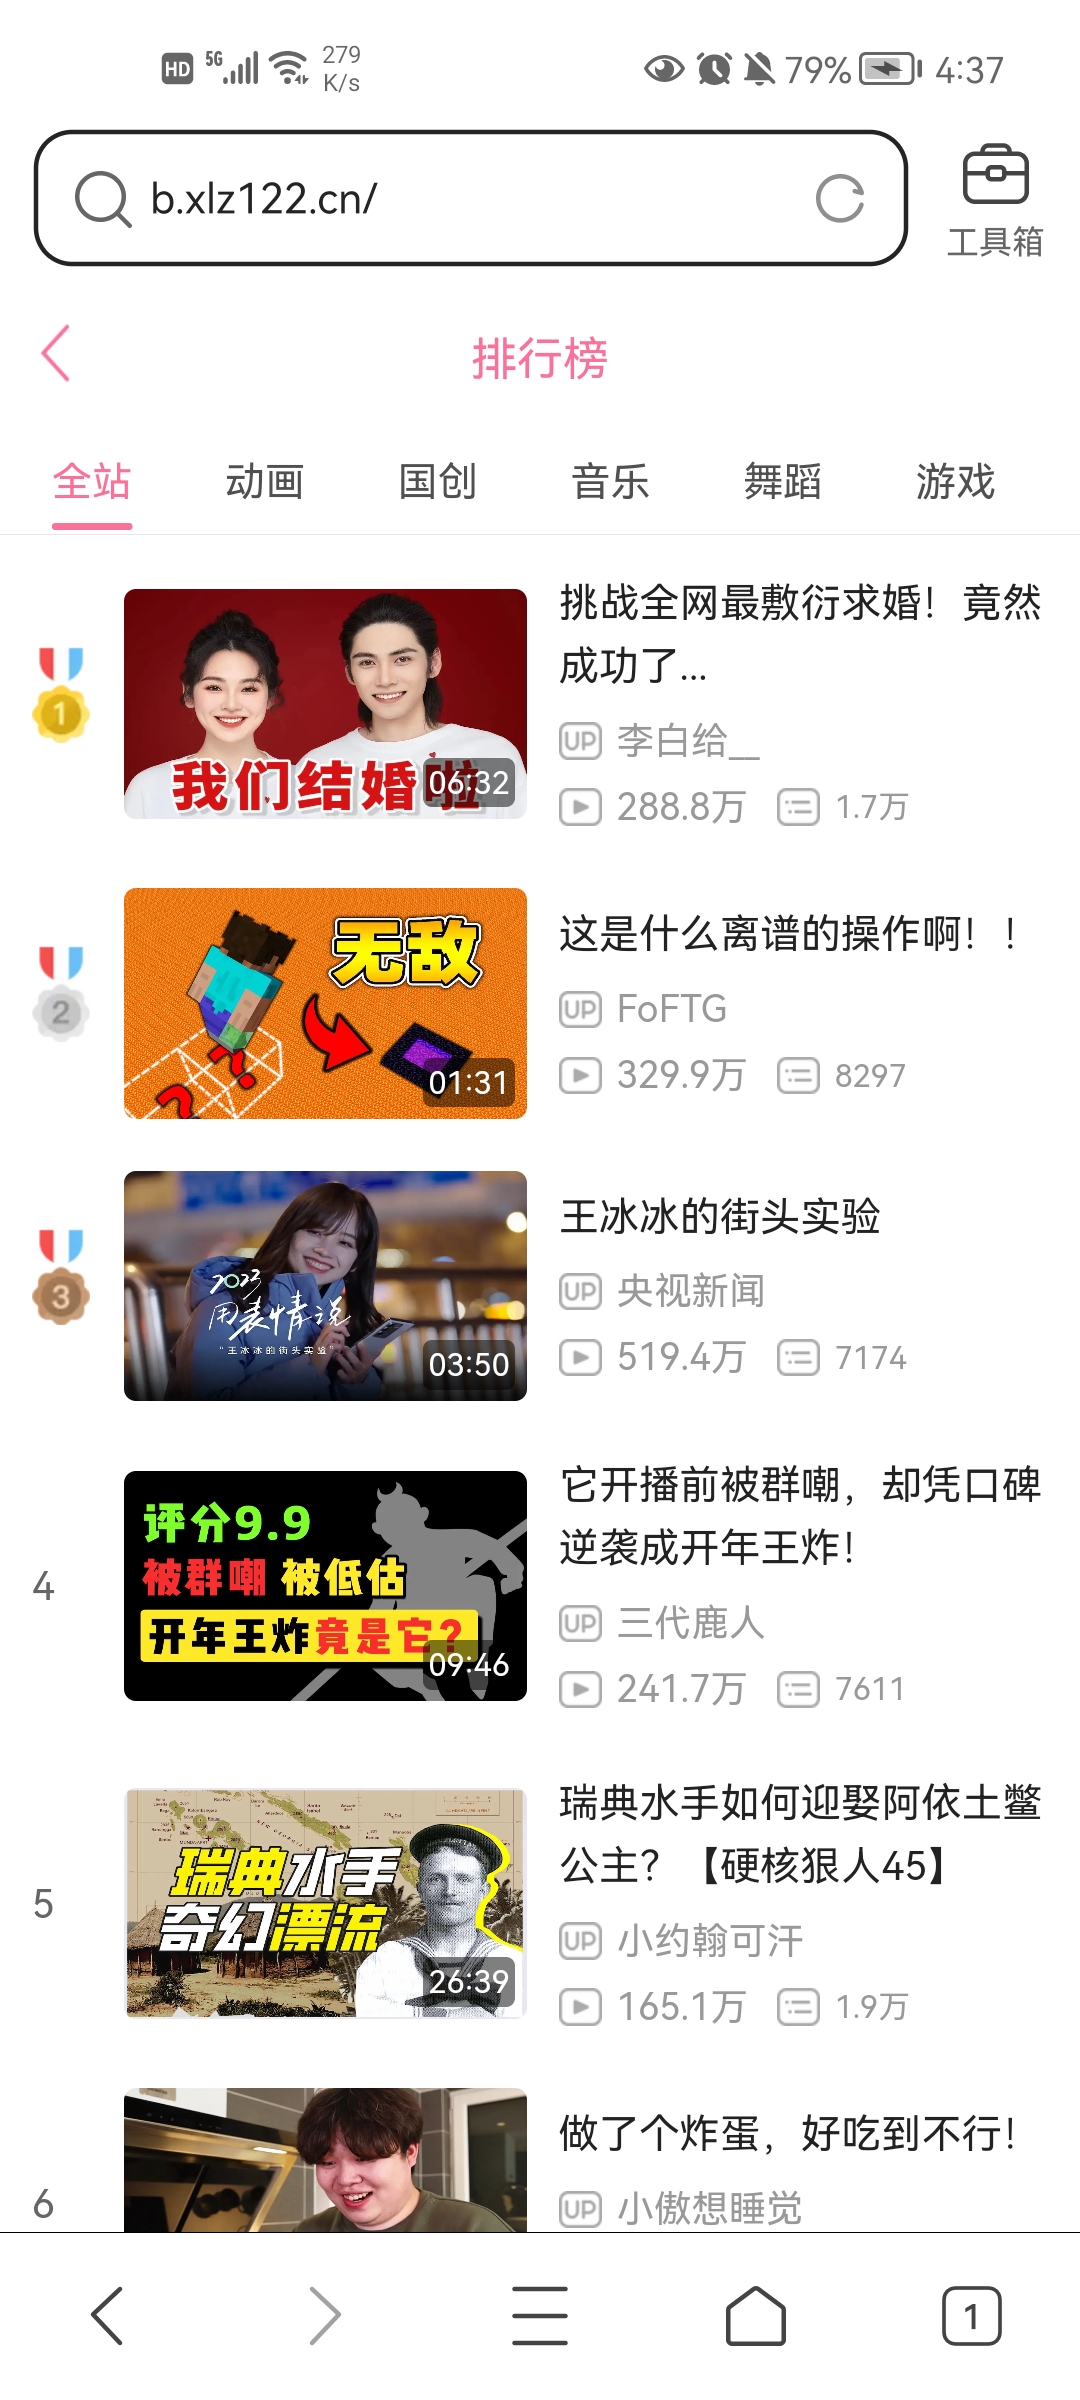 HD 5G 279 K/s 79% 4:37
b.xlz122.cn/
工具箱
排行榜
全站 动画 国创 音乐 舞蹈 游戏
1
我们结婚啦
06:32
挑战全网最敷衍求婚！竟然
成功了...
UP 李白给__
288.8万 1.7万
2
无敌
? ?
01:31
这是什么离谱的操作啊！！
UP FoFTG
329.9万 8297
3
2023
用表情说
“王冰冰的街头实验”
03:50
王冰冰的街头实验
UP 央视新闻
519.4万 7174
4
评分9.9
被群嘲 被低估
开年王炸竟是它?
09:46
它开播前被群嘲，却凭口碑
逆袭成开年王炸！
UP 三代鹿人
241.7万 7611
5
瑞典水手
奇幻漂流
26:39
瑞典水手如何迎娶阿依土鳖
公主？【硬核狠人45】
UP 小约翰可汗
165.1万 1.9万
6
做了个炸蛋，好吃到不行！
UP 小傲想睡觉
1